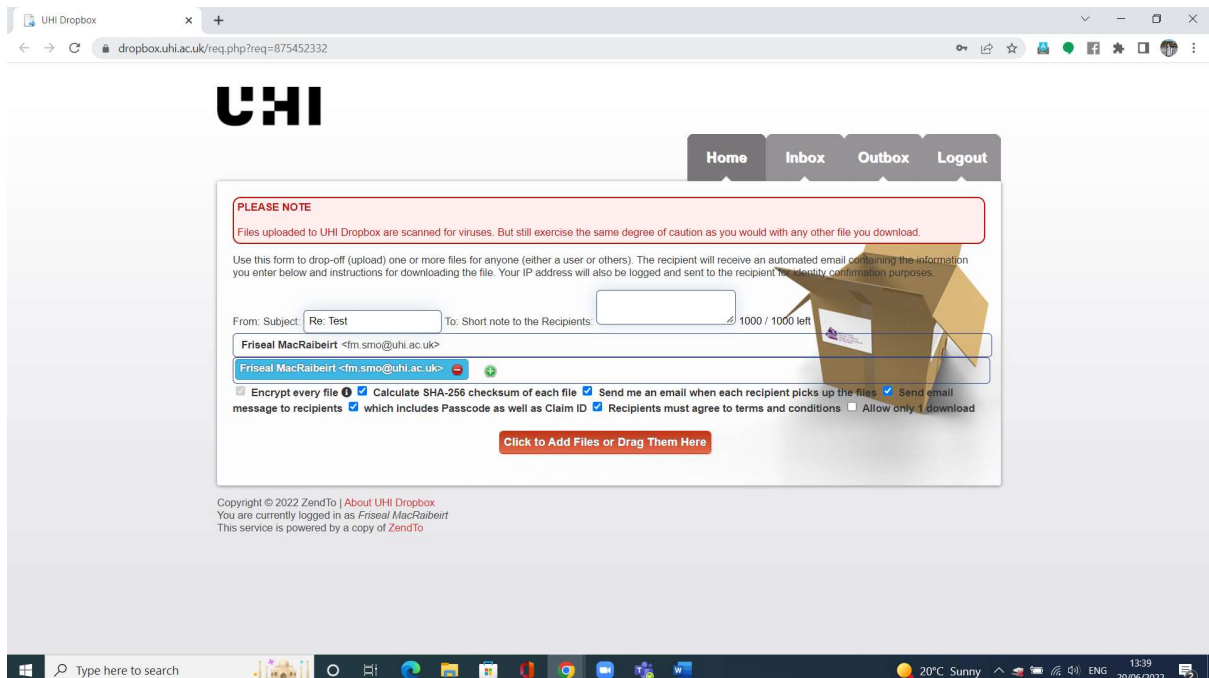 UHI Dropbox
dropbox.uhi.ac.uk/req.php?req=875452332
UHI
Home Inbox Outbox Logout
PLEASE NOTE
Files uploaded to UHI Dropbox are scanned for viruses. But still exercise the same degree of caution as you would with any other file you download.
Use this form to drop-off (upload) one or more files for anyone (either a user or others). The recipient will receive an automated email containing the information
you enter below and instructions for downloading the file. Your IP address will also be logged and sent to the recipient for identity confirmation purposes.
From: Subject: Re: Test To: Short note to the Recipients: 1000 / 1000 left
Friseal MacRaibeirt <fm.smo@uhi.ac.uk>
Friseal MacRaibeirt <fm.smo@uhi.ac.uk>
Encrypt every file Calculate SHA-256 checksum of each file Send me an email when each recipient picks up the files Send email
message to recipients which includes Passcode as well as Claim ID Recipients must agree to terms and conditions Allow only 1 download
Click to Add Files or Drag Them Here
Copyright © 2022 ZendTo | About UHI Dropbox
You are currently logged in as Friseal MacRaibeirt
This service is powered by a copy of ZendTo
Type here to search
20°C Sunny ENG 13:39
20/06/2022